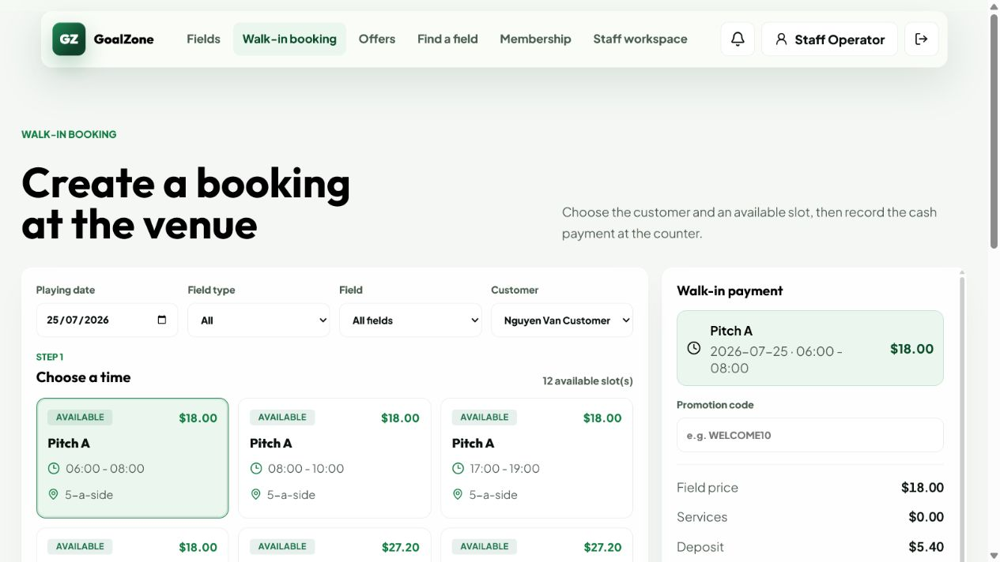 GZ GoalZone Fields Walk-in booking Offers Find a field Membership Staff workspace Staff Operator
WALK-IN BOOKING
Create a booking
at the venue
Choose the customer and an available slot, then record the cash
payment at the counter.
Playing date Field type Field Customer
25/07/2026 All All fields Nguyen Van Customer
STEP 1
Choose a time
12 available slot(s)
AVAILABLE $18.00
Pitch A
06:00 - 08:00
5-a-side
AVAILABLE $18.00
Pitch A
08:00 - 10:00
5-a-side
AVAILABLE $18.00
Pitch A
17:00 - 19:00
5-a-side
AVAILABLE $18.00
AVAILABLE $27.20
AVAILABLE $27.20
Walk-in payment
Pitch A
2026-07-25 · 06:00 -
08:00
$18.00
Promotion code
e.g. WELCOME10
Field price $18.00
Services $0.00
Deposit $5.40